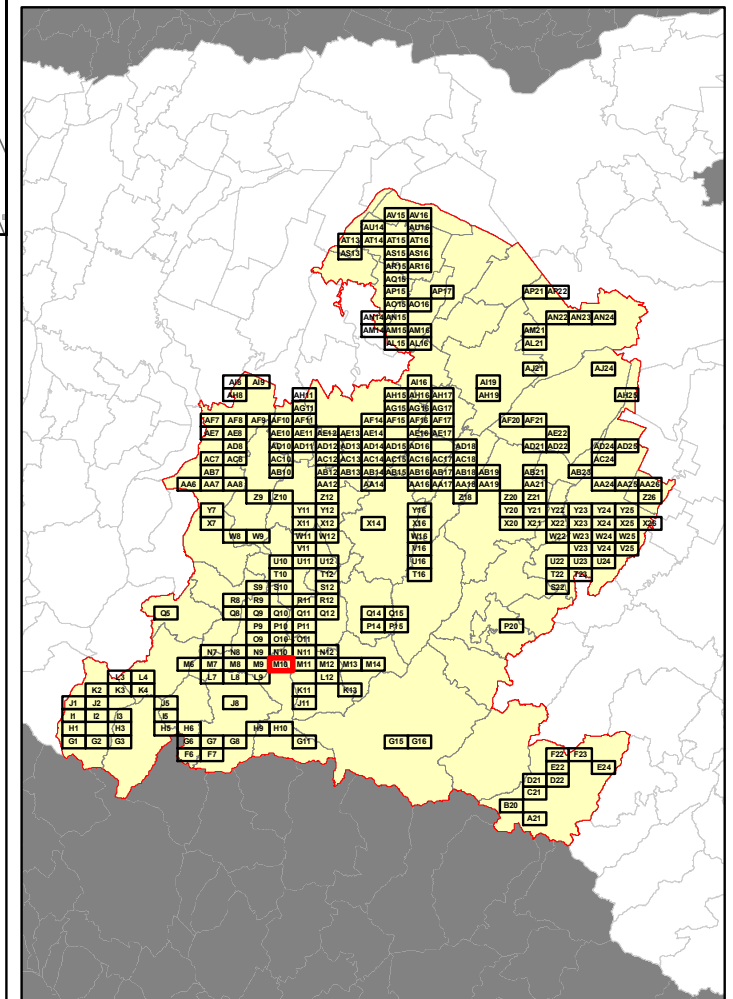 AV15 AV16
AU14 AU16
AT13 AT14 AT15 AT16
AS13 AS15 AS16
AR15 AR16
AQ15
AP15 AP17 AP21 AP22
AO15 AO16
AN14 AN15 AN22 AN23 AN24
AM14 AM15 AM16 AM21
AL15 AL16 AL21
AJ21 AJ24
AI8 AI9 AI16 AI19
AH8 AH11 AH15 AH16 AH17 AH19 AH25
AG11 AG15 AG16 AG17
AF7 AF8 AF9 AF10 AF11 AF14 AF15 AF16 AF17 AF20 AF21
AE7 AE8 AE10 AE11 AE12 AE13 AE14 AE16 AE17 AE22
AD8 AD10 AD11 AD12 AD13 AD14 AD15 AD16 AD18 AD21 AD22 AD24 AD25
AC7 AC8 AC10 AC12 AC13 AC14 AC15 AC16 AC17 AC18 AC24
AB7 AB10 AB12 AB13 AB14 AB15 AB16 AB17 AB18 AB19 AB21 AB23
AA6 AA7 AA8 AA12 AA14 AA16 AA17 AA18 AA19 AA21 AA24 AA25 AA26
Z9 Z10 Z12 Z18 Z20 Z21 Z26
Y7 Y11 Y12 Y16 Y20 Y21 Y22 Y23 Y24 Y25
X7 X11 X12 X14 X16 X20 X21 X22 X23 X24 X25 X26
W8 W9 W11 W12 W16 W22 W23 W24 W25
V11 V16 V23 V24 V25
U10 U11 U12 U16 U22 U23 U24
T10 T12 T16 T22 T23
S9 S10 S12 S22
R8 R9 R11 R12
Q5 Q8 Q9 Q10 Q11 Q12 Q14 Q15
P9 P10 P11 P14 P15 P20
O9 O10 O11
N7 N8 N9 N10 N11 N12
M6 M7 M8 M9 M10 M11 M12 M13 M14
L3 L4 L7 L8 L9 L12
K2 K3 K4 K11 K13
J1 J2 J5 J8 J11
I1 I2 I3 I5
H1 H3 H5 H6 H9 H10
G1 G2 G3 G6 G7 G8 G11 G15 G16
F6 F7 F22 F23
E22 E24
D21 D22
C21
B20
A21